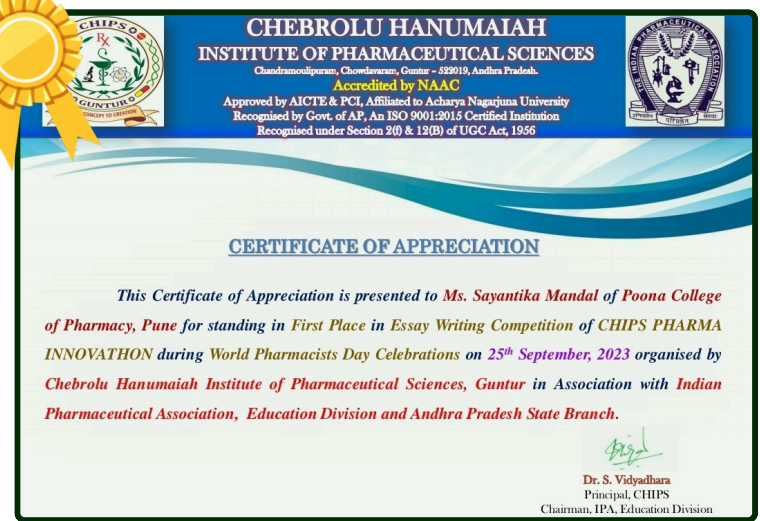 CHEBROLU HANUMAIAH
INSTITUTE OF PHARMACEUTICAL SCIENCES
Chandramoulipuram, Chowdavaram, Guntur – 522019, Andhra Pradesh.
Accredited by NAAC
Approved by AICTE & PCI, Affiliated to Acharya Nagarjuna University
Recognised by Govt. of AP, An ISO 9001:2015 Certified Institution
Recognised under Section 2(f) & 12(B) of UGC Act, 1956
CHIPS
Rx
GUNTUR
CONCEPT TO CREATION
THE INDIAN PHARMACEUTICAL ASSOCIATION
CERTIFICATE OF APPRECIATION
This Certificate of Appreciation is presented to Ms. Sayantika Mandal of Poona College
of Pharmacy, Pune for standing in First Place in Essay Writing Competition of CHIPS PHARMA
INNOVATHON during World Pharmacists Day Celebrations on 25th September, 2023 organised by
Chebrolu Hanumaiah Institute of Pharmaceutical Sciences, Guntur in Association with Indian
Pharmaceutical Association, Education Division and Andhra Pradesh State Branch.
Dr. S. Vidyadhara
Principal, CHIPS
Chairman, IPA, Education Division